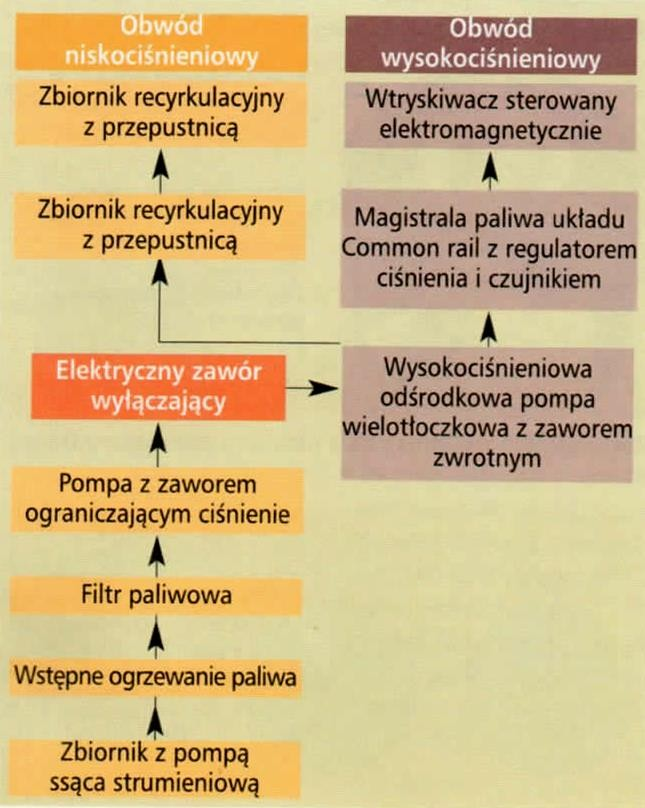 Obwód
niskociśnieniowy
Zbiornik recyrkulacyjny
z przepustnicą
Zbiornik recyrkulacyjny
z przepustnicą
Elektryczny zawór
wyłączający
Pompa z zaworem
ograniczającym ciśnienie
Filtr paliwowa
Wstępne ogrzewanie paliwa
Zbiornik z pompą
ssąca strumieniową
Obwód
wysokociśnieniowy
Wtryskiwacz sterowany
elektromagnetycznie
Magistrala paliwa układu
Common rail z regulatorem
ciśnienia i czujnikiem
Wysokociśnieniowa
odśrodkowa pompa
wielotłoczkowa z zaworem
zwrotnym